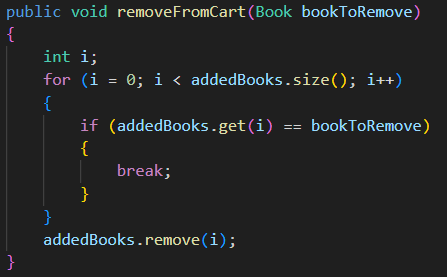 public void removeFromCart(Book bookToRemove)
{
    int i;
    for (i = 0; i < addedBooks.size(); i++)
    {
        if (addedBooks.get(i) == bookToRemove)
        {
            break;
        }
    }
    addedBooks.remove(i);
}